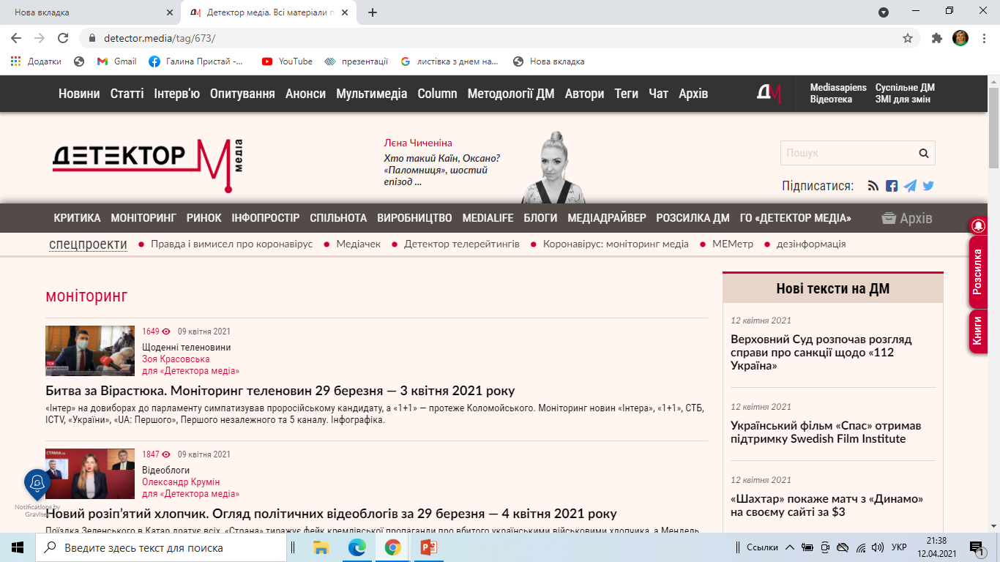 Нова вкладка
Детектор медіа. Всі матеріали п
detector.media/tag/673/
Додатки
Gmail
Галина Пристай -...
YouTube
презентації
листівка з днем на...
Нова вкладка
Новини Статті Інтерв'ю Опитування Анонси Мультимедіа Column Методології ДМ Автори Теги Чат Архів
ДМ
Mediasapiens Суспільне ДМ
Відеотека ЗМІ для змін
ДЕТЕКТОР М медіа
Лєна Чиченіна
Хто такий Каїн, Оксано?
«Паломниця», шостий
епізод ...
Пошук
Підписатися:
КРИТИКА МОНІТОРИНГ РИНОК ІНФОПРОСТІР СПІЛЬНОТА ВИРОБНИЦТВО MEDIALIFE БЛОГИ МЕДІАДРАЙВЕР РОЗСИЛКА ДМ ГО «ДЕТЕКТОР МЕДІА» Архів
спецпроекти Правда і вимисел про коронавірус Медіачек Детектор телерейтингів Коронавірус: моніторинг медіа МЕМетр дезінформація
Розсилка
Книги
моніторинг
1649 09 квітня 2021
Щоденні теленовини
Зоя Красовська
для «Детектора медіа»
Битва за Вірастюка. Моніторинг теленовин 29 березня — 3 квітня 2021 року
«Інтер» на довиборах до парламенту симпатизував проросійському кандидату, а «1+1» — протеже Коломойського. Моніторинг новин «Інтера», «1+1», СТБ,
ICTV, «України», «UA: Першого», Першого незалежного та 5 каналу. Інфографіка.
СТРАНА.UA
1847 09 квітня 2021
Відеоблоги
Олександр Крумін
для «Детектора медіа»
Новий розіп’ятий хлопчик. Огляд політичних відеоблогів за 29 березня — 4 квітня 2021 року
Поїздка Зеленського в Катар дратує всіх, «Страна» тиражує фейк кремлівської пропаганди про вбитого українськими військовими хлопчика, а Мендель
Notifications by
Gravitec
Нові тексти на ДМ
12 квітня 2021
Верховний Суд розпочав розгляд
справи про санкції щодо «112
Україна»
12 квітня 2021
Український фільм «Спас» отримав
підтримку Swedish Film Institute
12 квітня 2021
«Шахтар» покаже матч з «Динамо»
на своєму сайті за $3
Введите здесь текст для поиска
Ссылки
УКР
21:38
12.04.2021
1